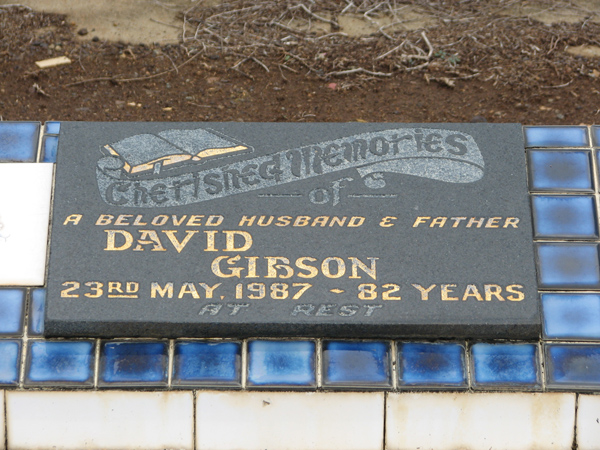 Cherished Memories
of
A BELOVED HUSBAND & FATHER
DAVID
GIBSON
23RD MAY, 1987 - 82 YEARS
AT REST